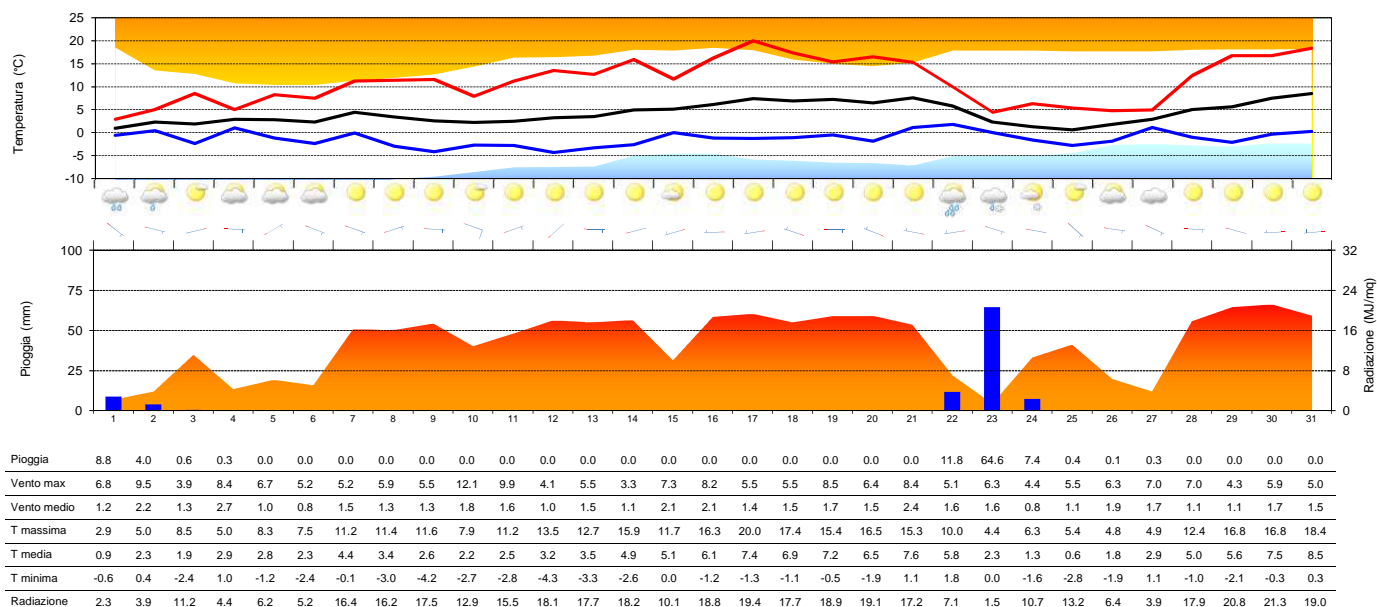 Temperatura (°C)
25
20
15
10
5
0
-5
-10
Pioggia (mm)
100
75
50
25
0
Radiazione (MJ/mq)
32
24
16
8
0
1 2 3 4 5 6 7 8 9 10 11 12 13 14 15 16 17 18 19 20 21 22 23 24 25 26 27 28 29 30 31
Pioggia 8.8 4.0 0.6 0.3 0.0 0.0 0.0 0.0 0.0 0.0 0.0 0.0 0.0 0.0 0.0 0.0 0.0 0.0 0.0 0.0 0.0 11.8 64.6 7.4 0.4 0.1 0.3 0.0 0.0 0.0 0.0
Vento max 6.8 9.5 3.9 8.4 6.7 5.2 5.2 5.9 5.5 12.1 9.9 4.1 5.5 3.3 7.3 8.2 5.5 5.5 8.5 6.4 8.4 5.1 6.3 4.4 5.5 6.3 7.0 7.0 4.3 5.9 5.0
Vento medio 1.2 2.2 1.3 2.7 1.0 0.8 1.5 1.3 1.3 1.8 1.6 1.0 1.5 1.1 2.1 2.1 1.4 1.5 1.7 1.5 2.4 1.6 1.6 0.8 1.1 1.9 1.7 1.1 1.1 1.7 1.5
T massima 2.9 5.0 8.5 5.0 8.3 7.5 11.2 11.4 11.6 7.9 11.2 13.5 12.7 15.9 11.7 16.3 20.0 17.4 15.4 16.5 15.3 10.0 4.4 6.3 5.4 4.8 4.9 12.4 16.8 16.8 18.4
T media 0.9 2.3 1.9 2.9 2.8 2.3 4.4 3.4 2.6 2.2 2.5 3.2 3.5 4.9 5.1 6.1 7.4 6.9 7.2 6.5 7.6 5.8 2.3 1.3 0.6 1.8 2.9 5.0 5.6 7.5 8.5
T minima -0.6 0.4 -2.4 1.0 -1.2 -2.4 -0.1 -3.0 -4.2 -2.7 -2.8 -4.3 -3.3 -2.6 0.0 -1.2 -1.3 -1.1 -0.5 -1.9 1.1 1.8 0.0 -1.6 -2.8 -1.9 1.1 -1.0 -2.1 -0.3 0.3
Radiazione 2.3 3.9 11.2 4.4 6.2 5.2 16.4 16.2 17.5 12.9 15.5 18.1 17.7 18.2 10.1 18.8 19.4 17.7 18.9 19.1 17.2 7.1 1.5 10.7 13.2 6.4 3.9 17.9 20.8 21.3 19.0